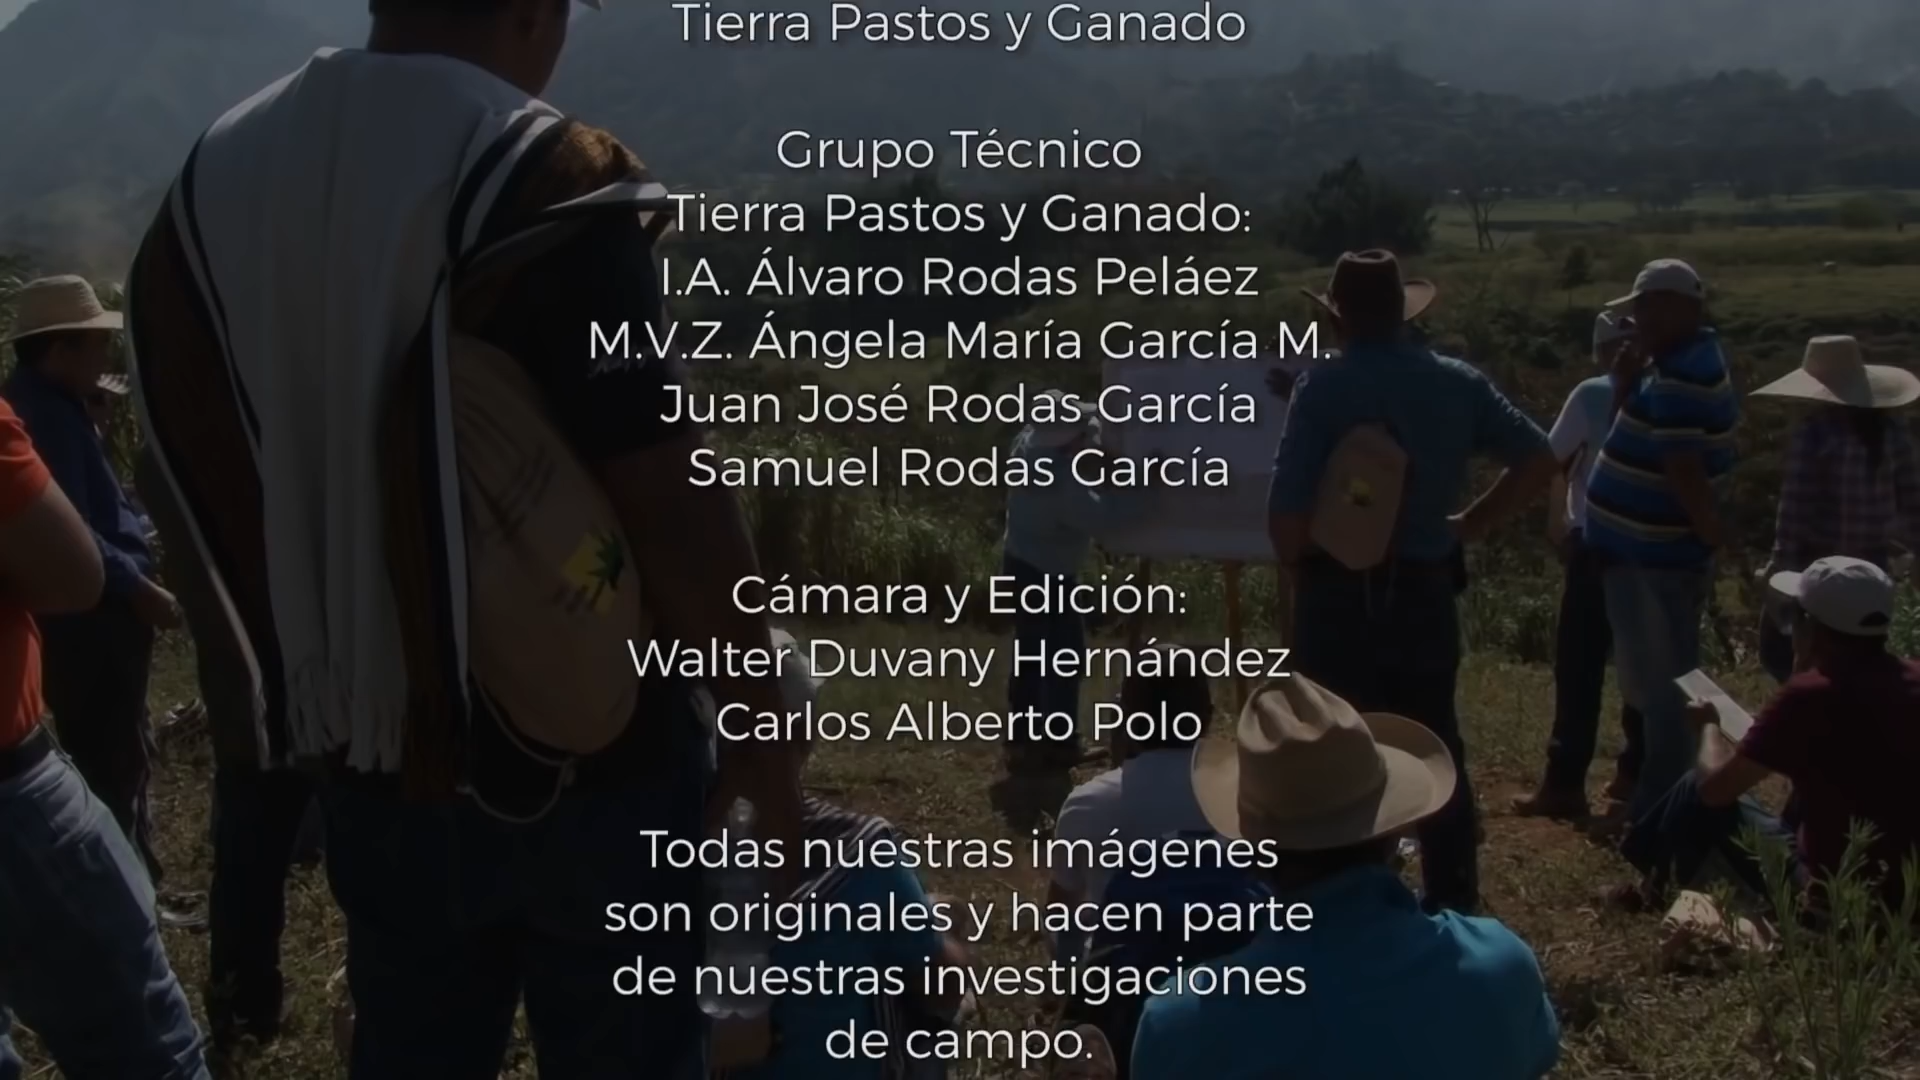 Tierra Pastos y Ganado
Grupo Técnico
Tierra Pastos y Ganado:
I.A. Álvaro Rodas Peláez
M.V.Z. Ángela María García M.
Juan José Rodas García
Samuel Rodas García
Cámara y Edición:
Walter Duvany Hernández
Carlos Alberto Polo
Todas nuestras imágenes
son originales y hacen parte
de nuestras investigaciones
de campo.